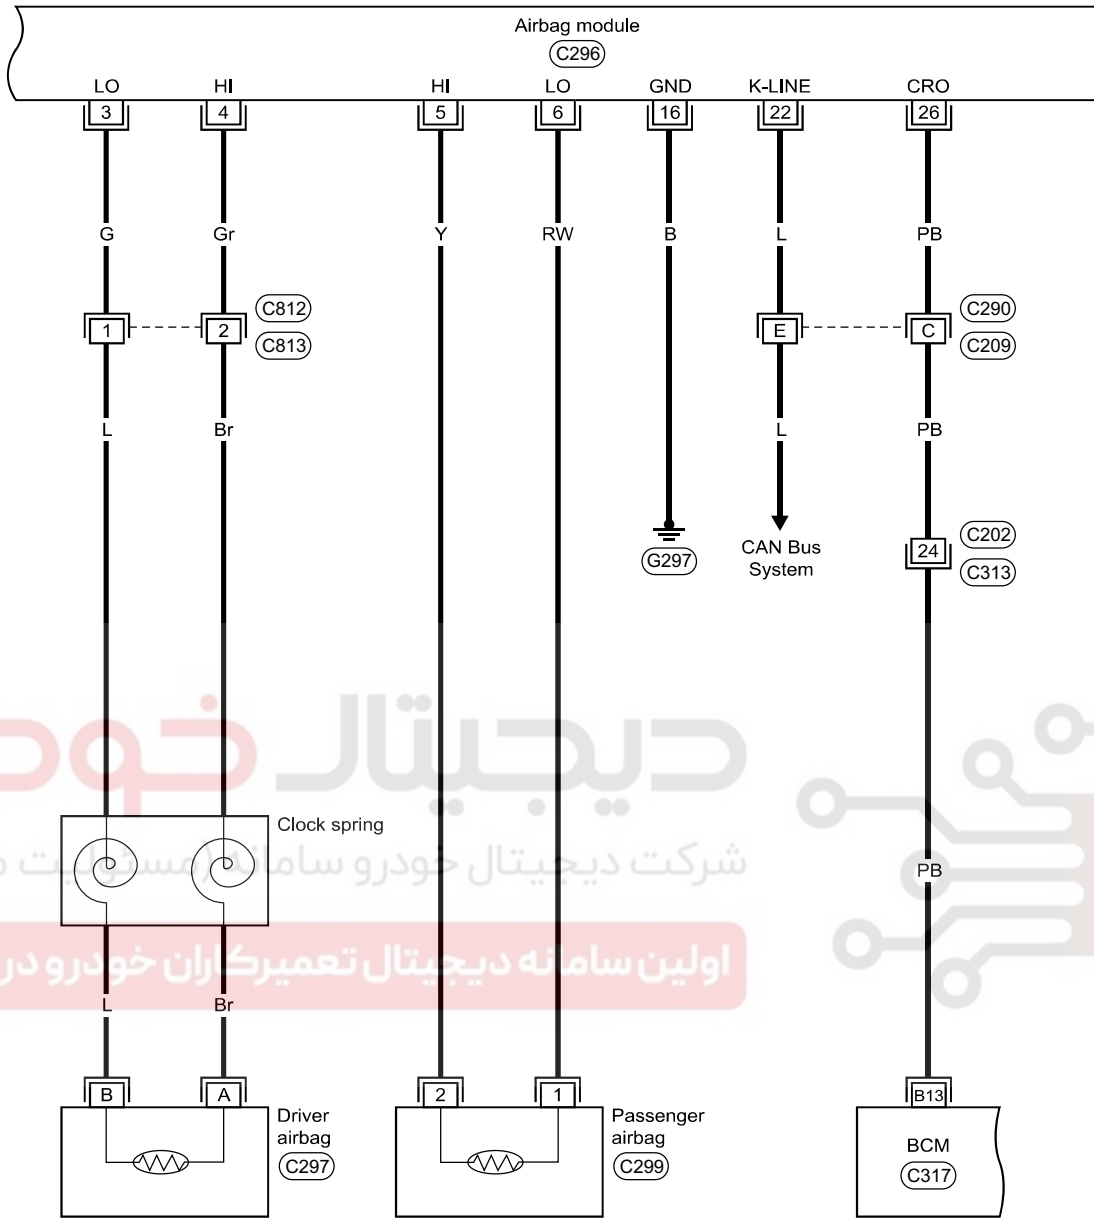 Airbag module
C296
LO HI HI LO GND K-LINE CRO
3 4 5 6 16 22 26
G Gr Y RW B L PB
C812 C290
1 2 E C
C813 C209
L Br L PB
C202
24
C313
G297
CAN Bus
System
دیجیتال خود
Clock spring
شرکت دیجیتال خودرو سامانه (مسئولیت
PB
اولین سامانه دیجیتال تعمیرکاران خودرو در
L Br
B A 2 1 B13
Driver
airbag
C297
Passenger
airbag
C299
BCM
C317